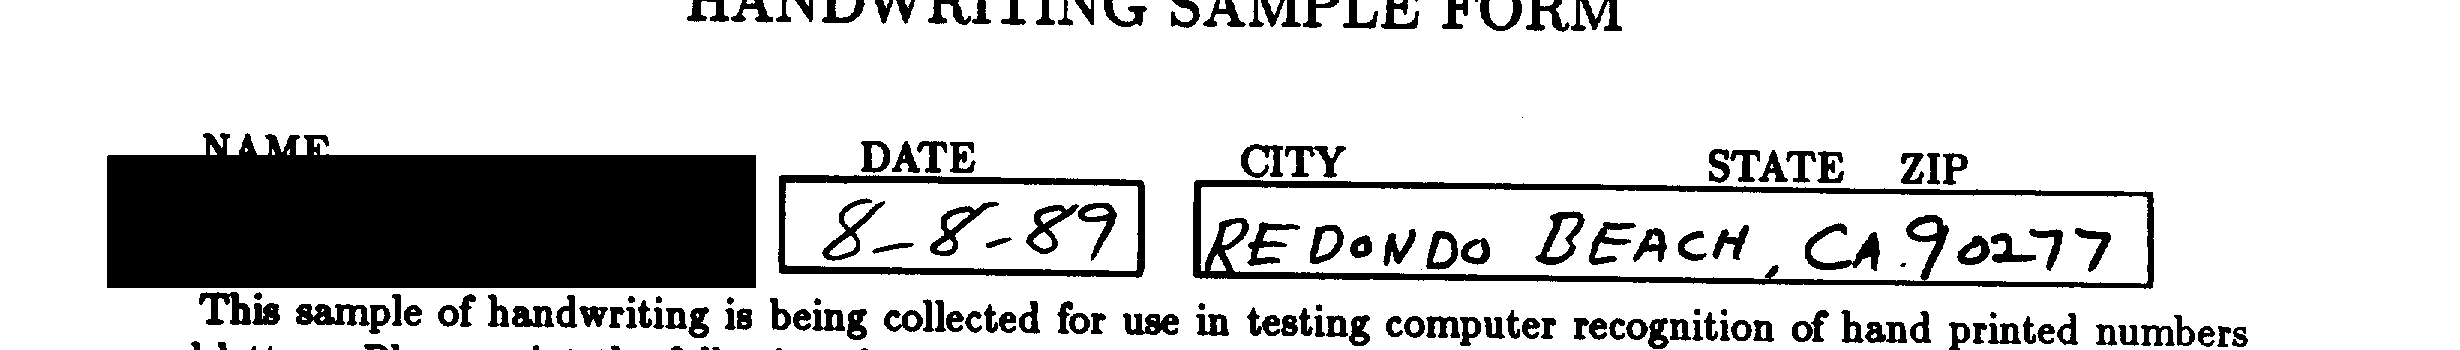 HANDWRITING SAMPLE FORM
NAME DATE CITY STATE ZIP
8-8-89 REDONDO BEACH, CA. 90277
This sample of handwriting is being collected for use in testing computer recognition of hand printed numbers